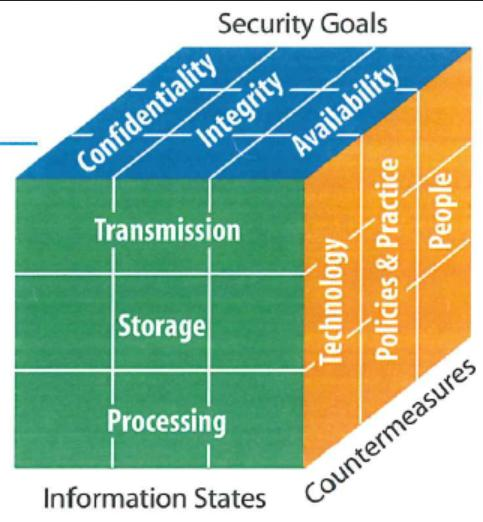 Security Goals
Confidentiality
Integrity
Availability
Transmission
Storage
Processing
Technology
Policies & Practice
People
Information States
Countermeasures